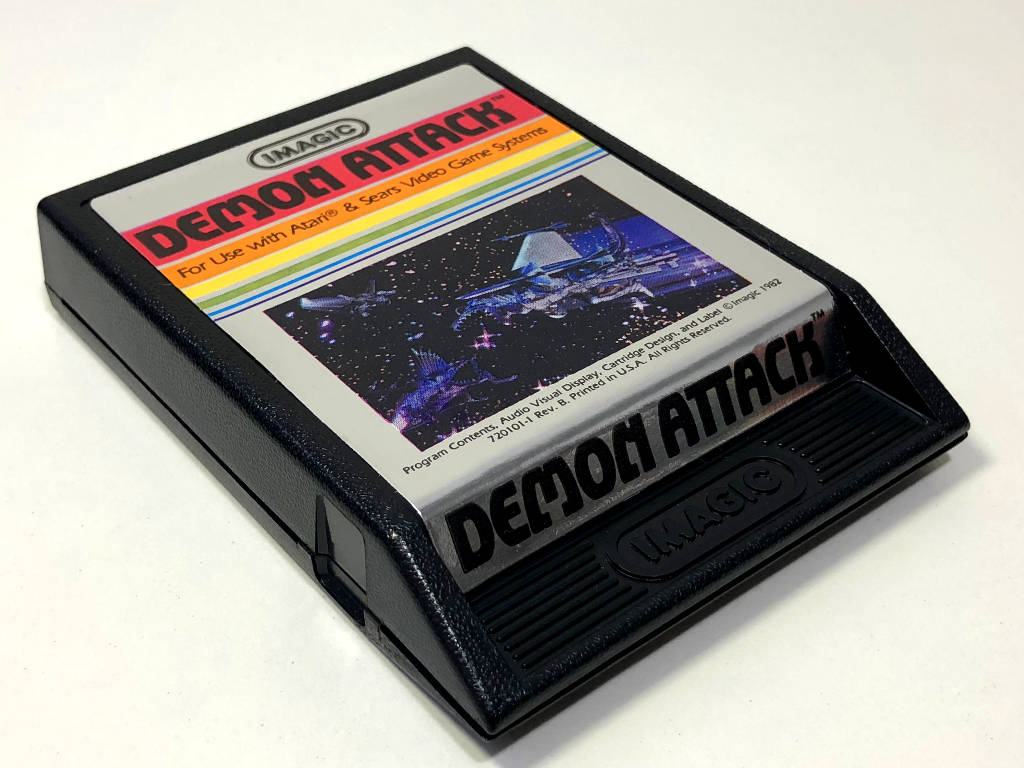 IMAGIC
DEMON ATTACK™
For Use with Atari® & Sears Video Game Systems
Program Contents, Audio Visual Display, Cartridge Design, and Label © Imagic 1982
720101-1 Rev. B. Printed in U.S.A. All Rights Reserved.
DEMON ATTACK™
IMAGIC